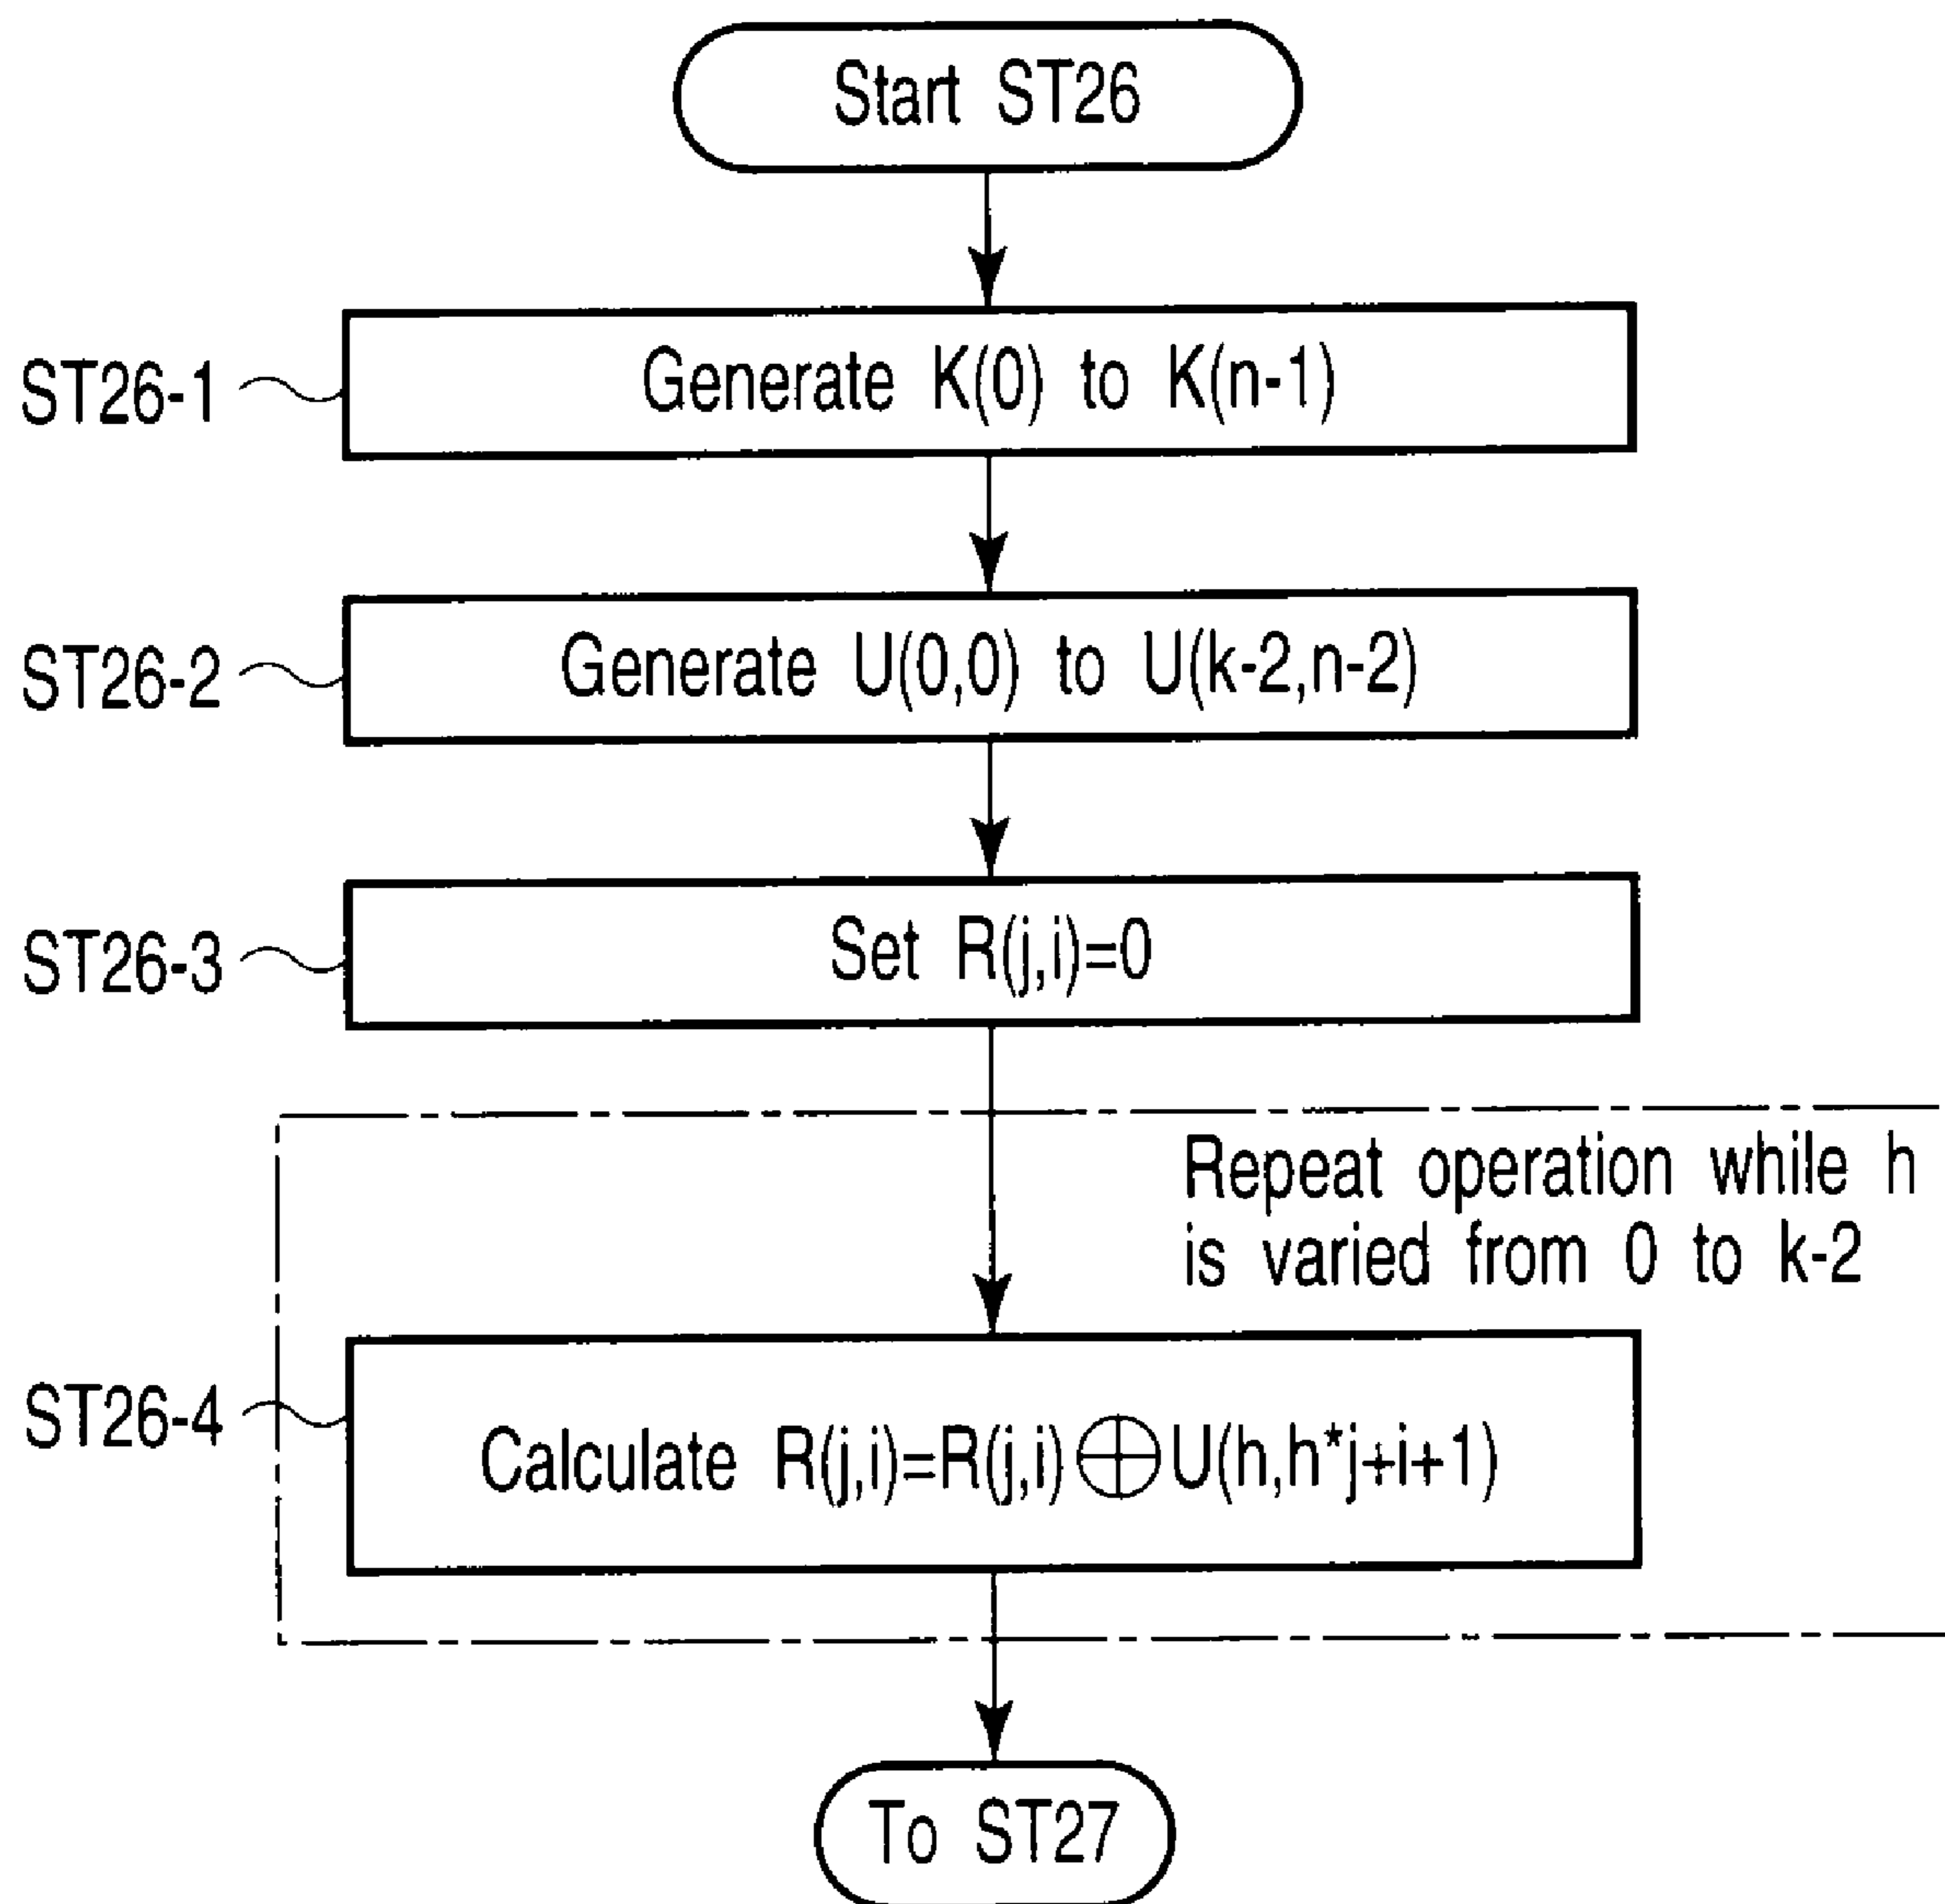 Start ST26
ST26-1
Generate K(0) to K(n-1)
ST26-2
Generate U(0,0) to U(k-2,n-2)
ST26-3
Set R(j,i)=0
Repeat operation while h
is varied from 0 to k-2
ST26-4
Calculate R(j,i)=R(j,i)⊕U(h,h*j+i+1)
To ST27